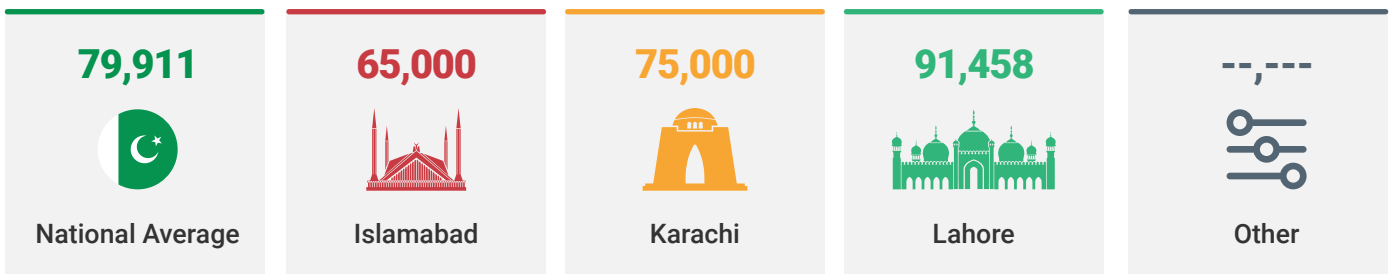 79,911
National Average
65,000
Islamabad
75,000
Karachi
91,458
Lahore
--,---
Other